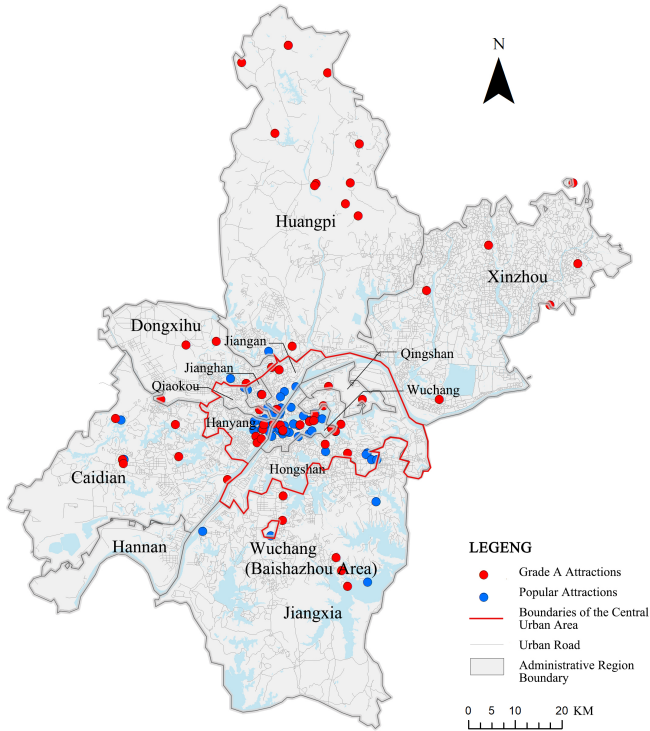 N
Huangpi
Xinzhou
Dongxihu
Jiangan
Qingshan
Jianghan
Qiaokou
Wuchang
Hanyang
Hongshan
Caidian
Hannan
Wuchang
(Baishazhou Area)
Jiangxia
LEGENG
Grade A Attractions
Popular Attractions
Boundaries of the Central
Urban Area
Urban Road
Administrative Region
Boundary
0 5 10 20 KM